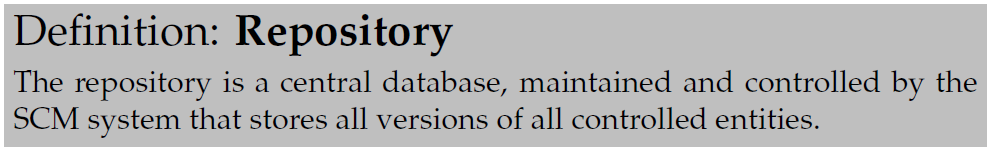 Definition: Repository
The repository is a central database, maintained and controlled by the
SCM system that stores all versions of all controlled entities.